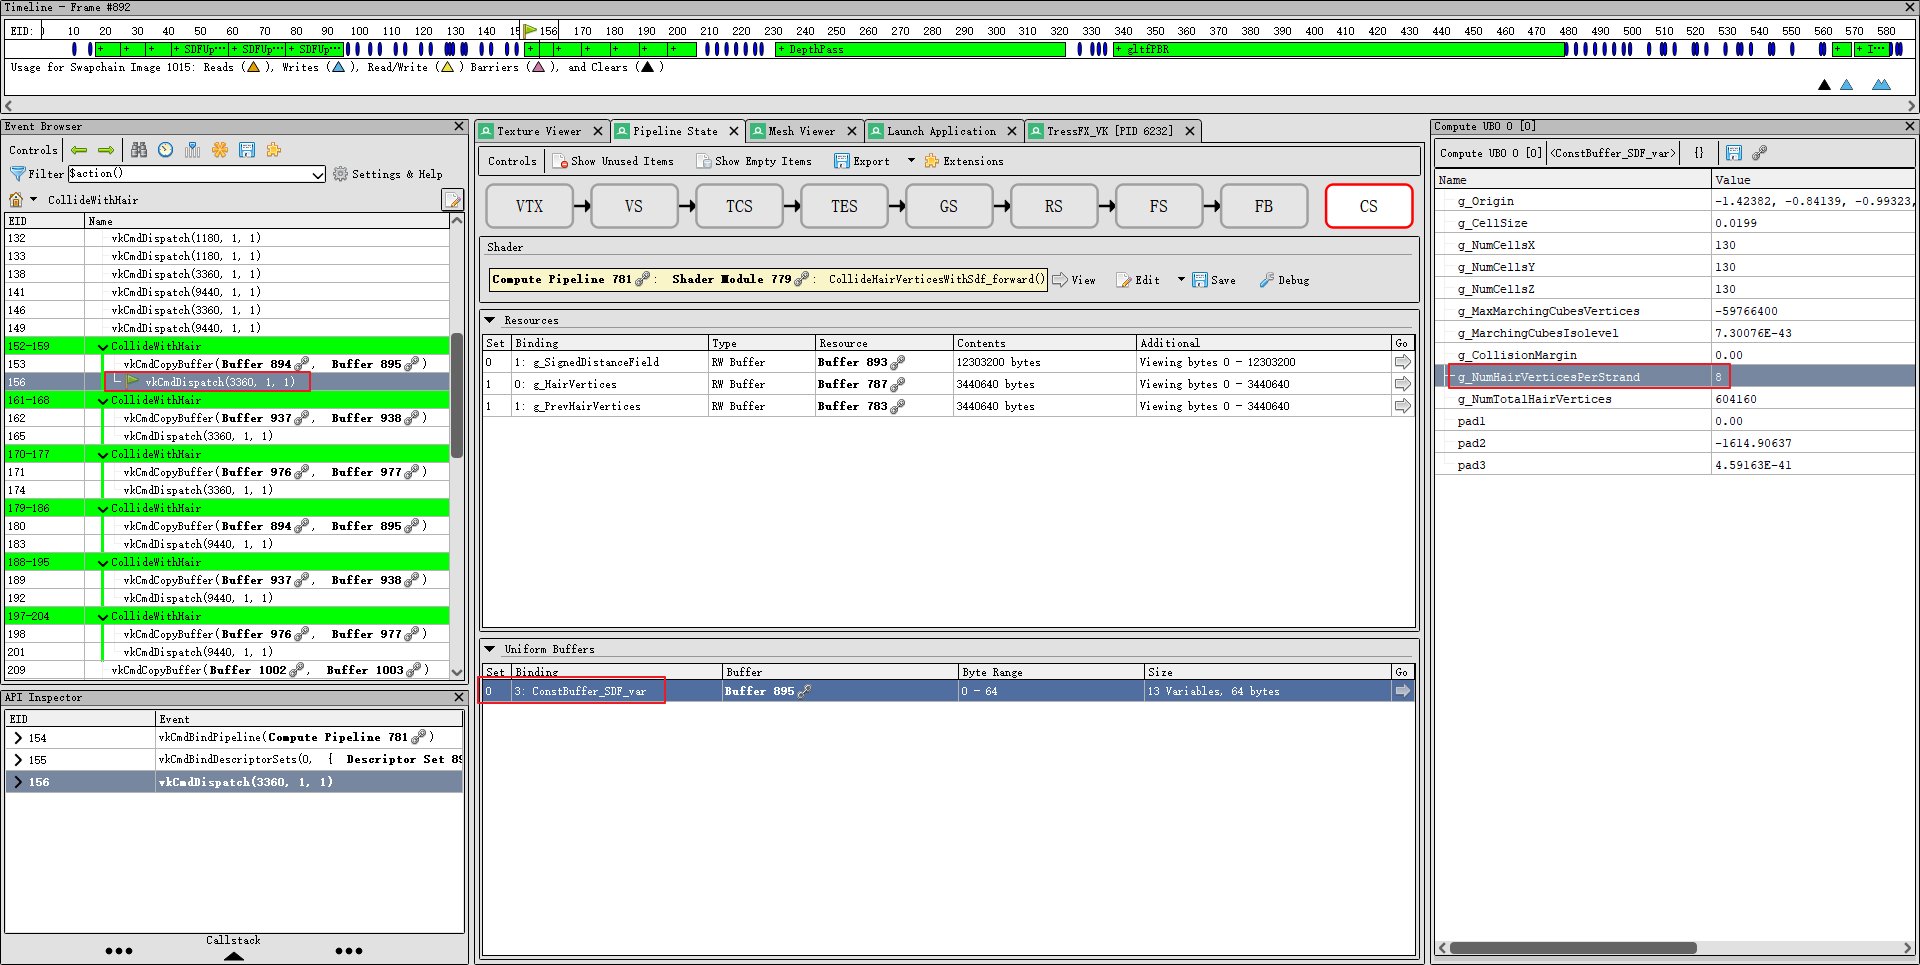 Timeline - Frame #892
EID: 0 10 20 30 40 50 60 70 80 90 100 110 120 130 140 15 156 170 180 190 200 210 220 230 240 250 260 270 280 290 300 310 320 330 340 350 360 370 380 390 400 410 420 430 440 450 460 470 480 490 500 510 520 530 540 550 560 570 580
+ + + + SDFUp··· + SDFUp··· + SDFUp··· + + + + + + + DepthPass + gltfPBR + + I···
Usage for Swapchain Image 1015: Reads ( ), Writes ( ), Read/Write ( ) Barriers ( ), and Clears ( )
Event Browser
Controls
Filter $action() Settings & Help
CollideWithHair
EID Name
132 vkCmdDispatch(1180, 1, 1)
133 vkCmdDispatch(1180, 1, 1)
138 vkCmdDispatch(3360, 1, 1)
141 vkCmdDispatch(9440, 1, 1)
146 vkCmdDispatch(3360, 1, 1)
149 vkCmdDispatch(9440, 1, 1)
152-159 CollideWithHair
153 vkCmdCopyBuffer(Buffer 894, Buffer 895)
156 vkCmdDispatch(3360, 1, 1)
161-168 CollideWithHair
162 vkCmdCopyBuffer(Buffer 937, Buffer 938)
165 vkCmdDispatch(3360, 1, 1)
170-177 CollideWithHair
171 vkCmdCopyBuffer(Buffer 976, Buffer 977)
174 vkCmdDispatch(3360, 1, 1)
179-186 CollideWithHair
180 vkCmdCopyBuffer(Buffer 894, Buffer 895)
183 vkCmdDispatch(9440, 1, 1)
188-195 CollideWithHair
189 vkCmdCopyBuffer(Buffer 937, Buffer 938)
192 vkCmdDispatch(9440, 1, 1)
197-204 CollideWithHair
198 vkCmdCopyBuffer(Buffer 976, Buffer 977)
201 vkCmdDispatch(9440, 1, 1)
209 vkCmdCopyBuffer(Buffer 1002, Buffer 1003)
API Inspector
EID Event
154 vkCmdBindPipeline(Compute Pipeline 781)
155 vkCmdBindDescriptorSets(0, { Descriptor Set 89
156 vkCmdDispatch(3360, 1, 1)
Callstack
Texture Viewer Pipeline State Mesh Viewer Launch Application TressFX_VK [PID 6232]
Controls Show Unused Items Show Empty Items Export Extensions
VTX VS TCS TES GS RS FS FB CS
Shader
Compute Pipeline 781: Shader Module 779: CollideHairVerticesWithSdf_forward() View Edit Save Debug
Resources
Set Binding Type Resource Contents Additional Go
0 1: g_SignedDistanceField RW Buffer Buffer 893 12303200 bytes Viewing bytes 0 - 12303200
1 0: g_HairVertices RW Buffer Buffer 787 3440640 bytes Viewing bytes 0 - 3440640
1 1: g_PrevHairVertices RW Buffer Buffer 783 3440640 bytes Viewing bytes 0 - 3440640
Uniform Buffers
Set Binding Buffer Byte Range Size Go
0 3: ConstBuffer_SDF_var Buffer 895 0 - 64 13 Variables, 64 bytes
Compute UBO 0 [0]
Compute UBO 0 [0] <ConstBuffer_SDF_var> {}
Name Value
g_Origin -1.42382, -0.84139, -0.99323,
g_CellSize 0.0199
g_NumCellsX 130
g_NumCellsY 130
g_NumCellsZ 130
g_MaxMarchingCubesVertices -59766400
g_MarchingCubesIsolevel 7.30076E-43
g_CollisionMargin 0.00
g_NumHairVerticesPerStrand 8
g_NumTotalHairVertices 604160
pad1 0.00
pad2 -1614.90637
pad3 4.59163E-41